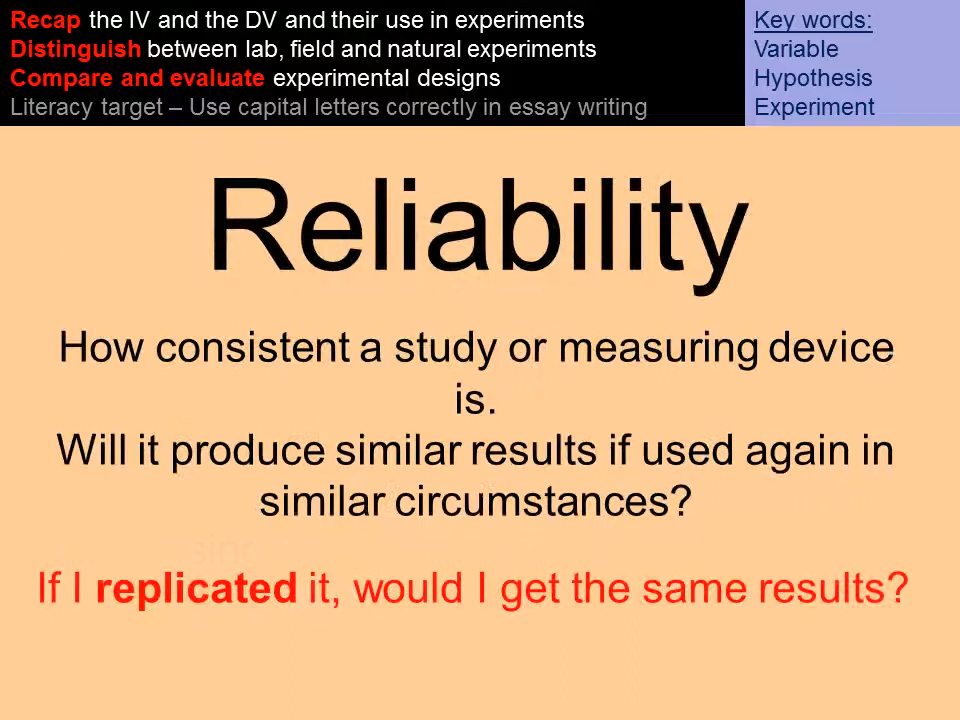 Recap the IV and the DV and their use in experiments
Distinguish between lab, field and natural experiments
Compare and evaluate experimental designs
Literacy target – Use capital letters correctly in essay writing
Key words:
Variable
Hypothesis
Experiment
Reliability
How consistent a study or measuring device
is.
Will it produce similar results if used again in
similar circumstances?
If I replicated it, would I get the same results?